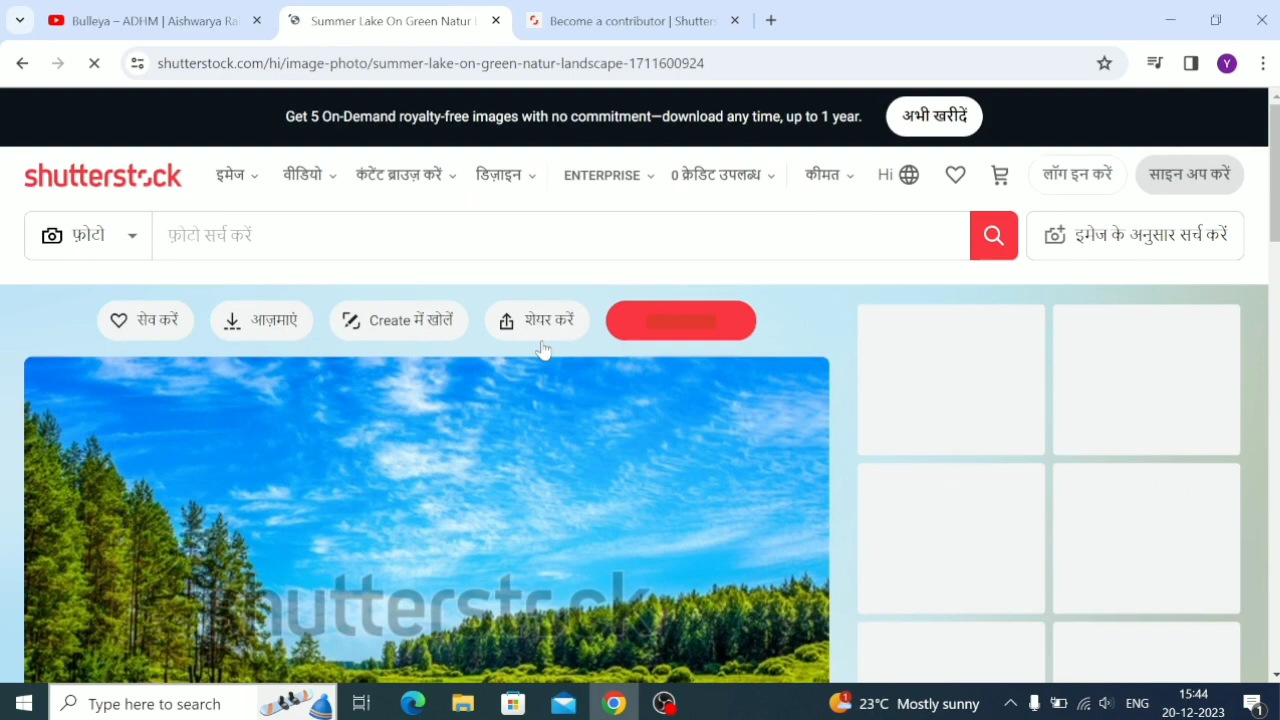 Bulleya – ADHM | Aishwarya Ra
Summer Lake On Green Natur
Become a contributor | Shutters
shutterstock.com/hi/image-photo/summer-lake-on-green-natur-landscape-1711600924
Y
Get 5 On-Demand royalty-free images with no commitment—download any time, up to 1 year.
अभी खरीदें
shutterstock
इमेज
वीडियो
कंटेंट ब्राउज़ करें
डिज़ाइन
ENTERPRISE
0 क्रेडिट उपलब्ध
कीमत
Hi
लॉग इन करें
साइन अप करें
फ़ोटो
फ़ोटो सर्च करें
इमेज के अनुसार सर्च करें
सेव करें
आज़माएं
Create में खोलें
शेयर करें
shutterstock
Type here to search
1
23°C Mostly sunny
ENG
15:44
20-12-2023
1